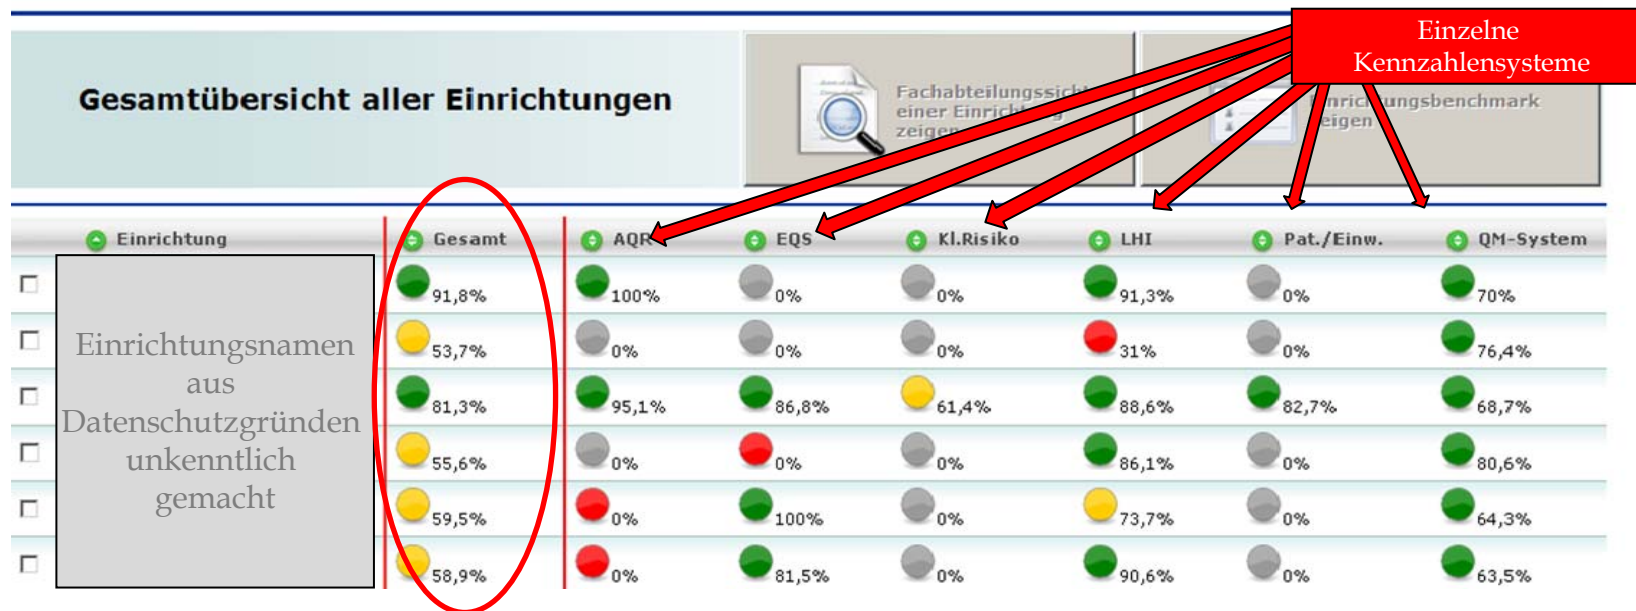 Einzelne
Kennzahlensysteme
Gesamtübersicht aller Einrichtungen
einer
zeigen
Einrichtung Gesamt AQR EQS Kl.Risiko LHI Pat./Einw. QM-System
91,8% 100% 0% 0% 91,3% 0% 70%
53,7% 0% 0% 0% 31% 0% 76,4%
81,3% 95,1% 86,8% 61,4% 88,6% 82,7% 68,7%
55,6% 0% 0% 0% 86,1% 0% 80,6%
59,5% 0% 100% 0% 73,7% 0% 64,3%
58,9% 0% 81,5% 0% 90,6% 0% 63,5%
Einrichtungsnamen
aus
Datenschutzgründen
unkenntlich
gemacht